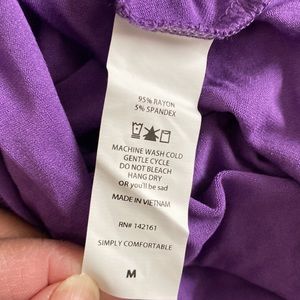 95% RAYON
5% SPANDEX
MACHINE WASH COLD
GENTLE CYCLE
DO NOT BLEACH
HANG DRY
OR you'll be sad
MADE IN VIETNAM
RN# 142161
SIMPLY COMFORTABLE
M